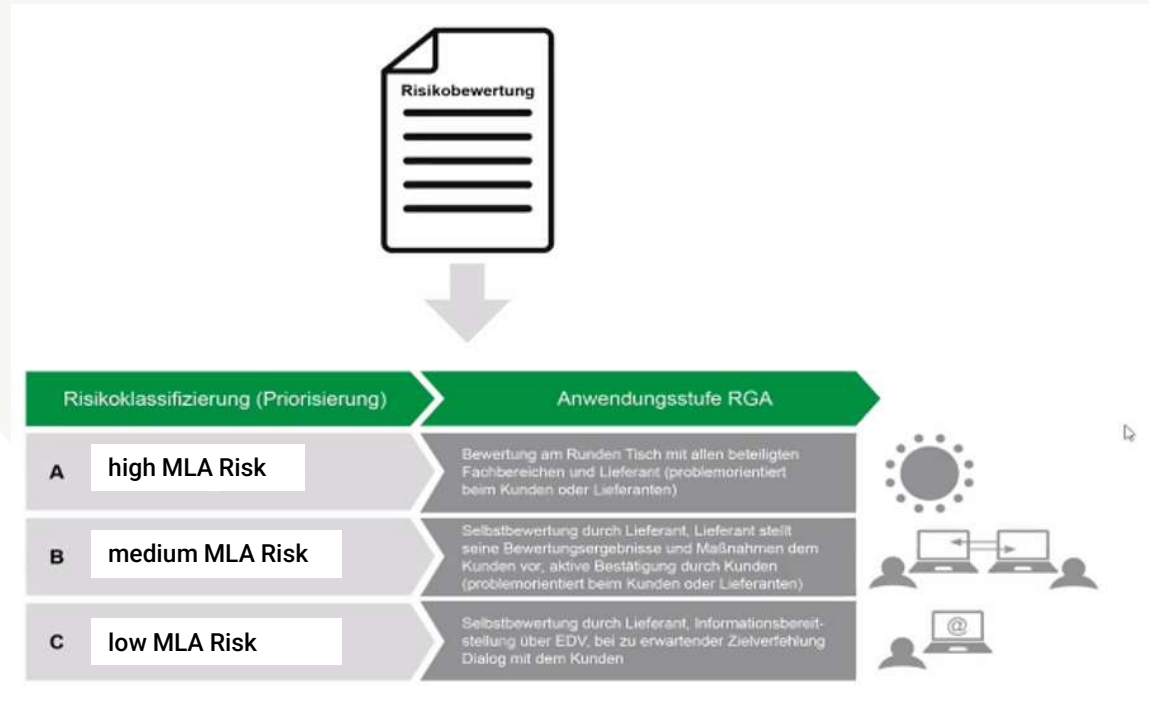 Risikobewertung
Risikoklassifizierung (Priorisierung)
Anwendungsstufe RGA
A
high MLA Risk
Bewertung am Runden Tisch mit allen beteiligten
Fachbereichen und Lieferant (problemorientiert
beim Kunden oder Lieferanten)
B
medium MLA Risk
Selbstbewertung durch Lieferant, Lieferant stellt
seine Bewertungsergebnisse und Maßnahmen dem
Kunden vor, aktive Bestätigung durch Kunden
(problemorientiert beim Kunden oder Lieferanten)
C
low MLA Risk
Selbstbewertung durch Lieferant, Informationsbereit-
stellung über EDV, bei zu erwartender Zielverfehlung
Dialog mit dem Kunden
@